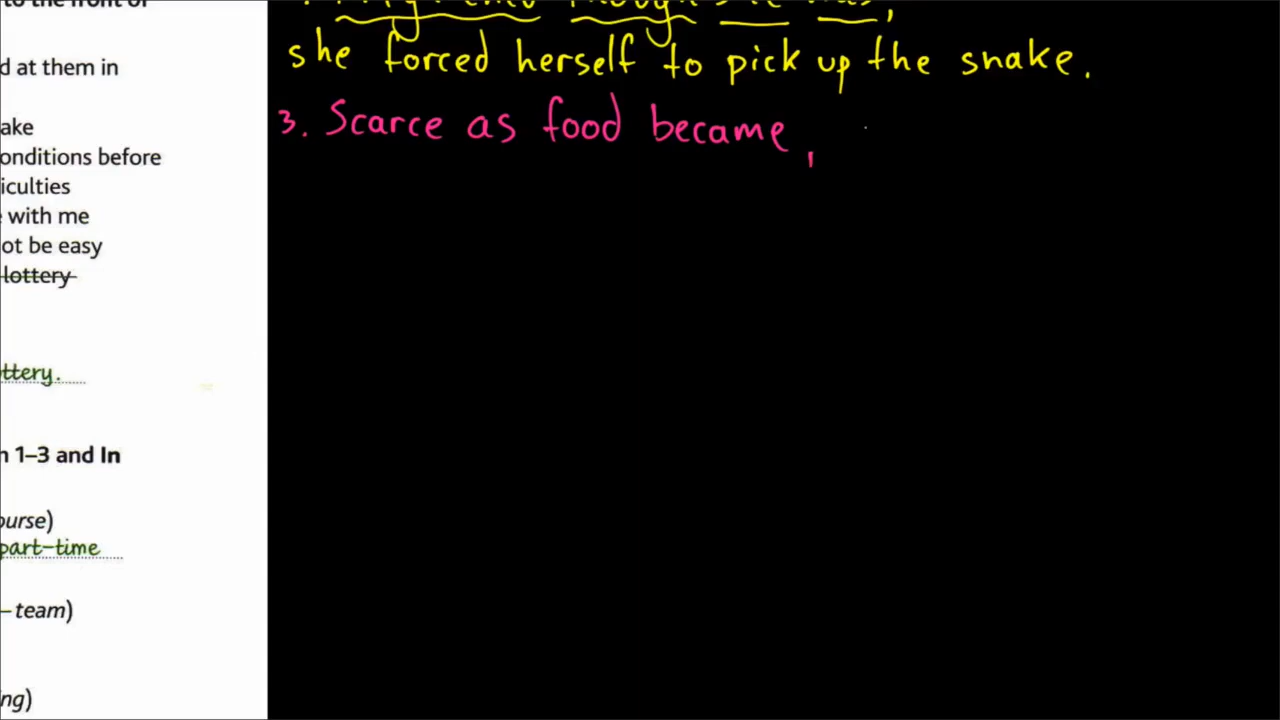 to the front of
d at them in
ake
onditions before
iculties
with me
ot be easy
lottery
ttery.
n 1–3 and In
ourse)
part-time
– team)
ng)
she forced herself to pick up the snake.
3. Scarce as food became,